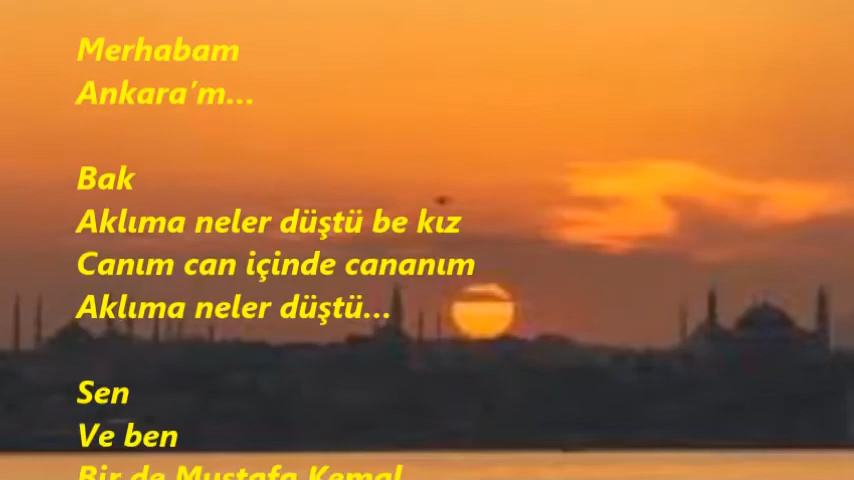 Merhabam
Ankara’m...
Bak
Aklıma neler düştü be kız
Canım can içinde cananım
Aklıma neler düştü...
Sen
Ve ben
Bir de Mustafa Kemal